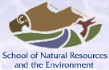 School of Natural Resources
and the Environment